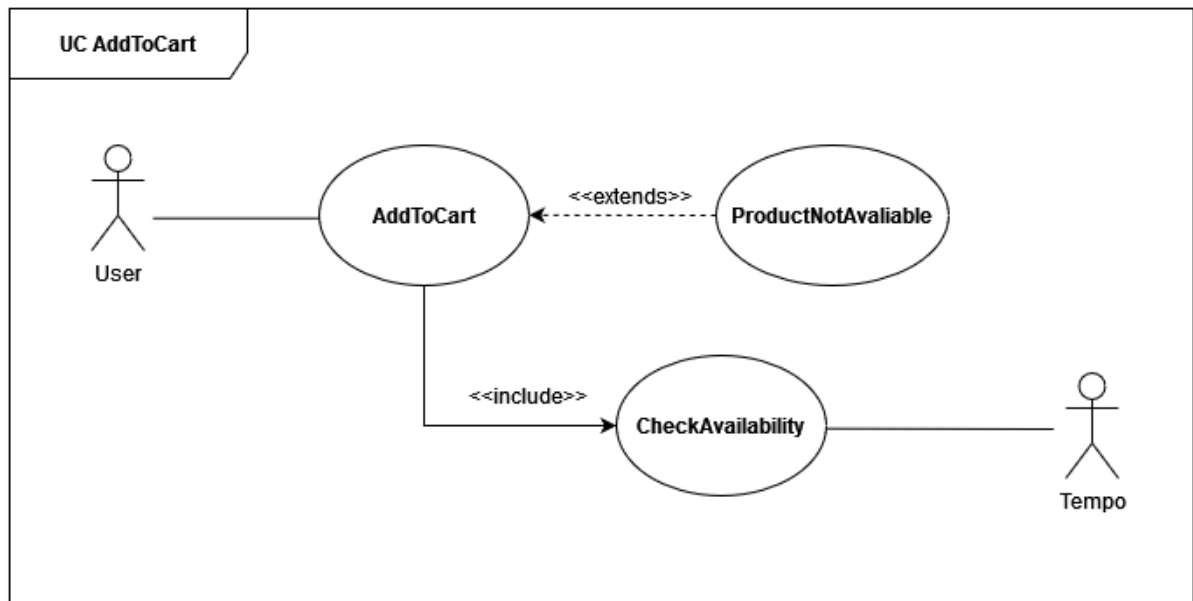 UC AddToCart
User
AddToCart
<<extends>>
ProductNotAvaliable
<<include>>
CheckAvailability
Tempo